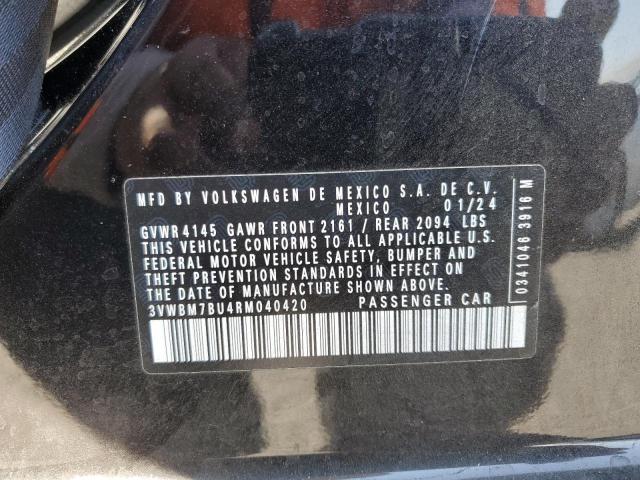 MFD BY VOLKSWAGEN DE MEXICO S.A. DE C.V.
MEXICO 01/24
GVWR 4145 GAWR FRONT 2161 / REAR 2094 LBS
THIS VEHICLE CONFORMS TO ALL APPLICABLE U.S.
FEDERAL MOTOR VEHICLE SAFETY, BUMPER AND
THEFT PREVENTION STANDARDS IN EFFECT ON
THE DATE OF MANUFACTURE SHOWN ABOVE.
3VWBM7BU4RM040420 PASSENGER CAR
0341046 3916 M